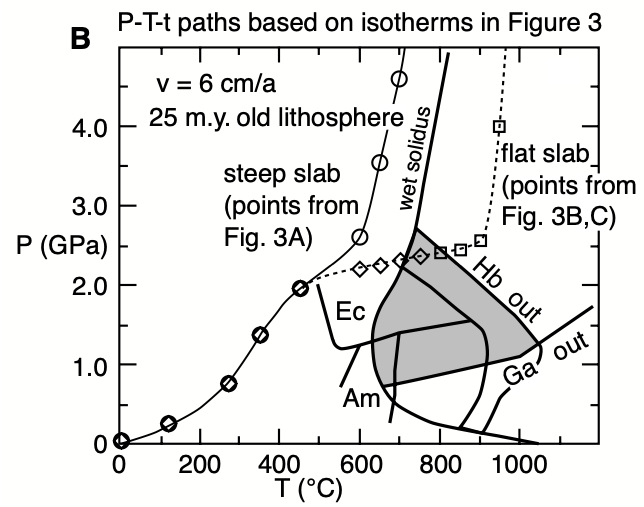 P-T-t paths based on isotherms in Figure 3
B
v = 6 cm/a
25 m.y. old lithosphere
4.0
wet solidus
flat slab
(points from
Fig. 3B,C)
steep slab
(points from
Fig. 3A)
3.0
P (GPa)
2.0
Hb out
Ec
1.0
Ga out
Am
0
0
200
400
600
800
1000
T (°C)